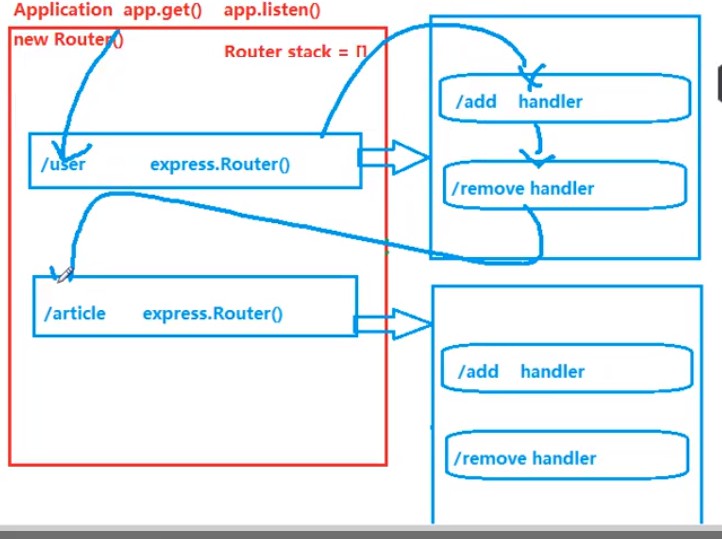 Application app.get() app.listen()
new Router()
Router stack = []
/user express.Router()
/add handler
/remove handler
/article express.Router()
/add handler
/remove handler